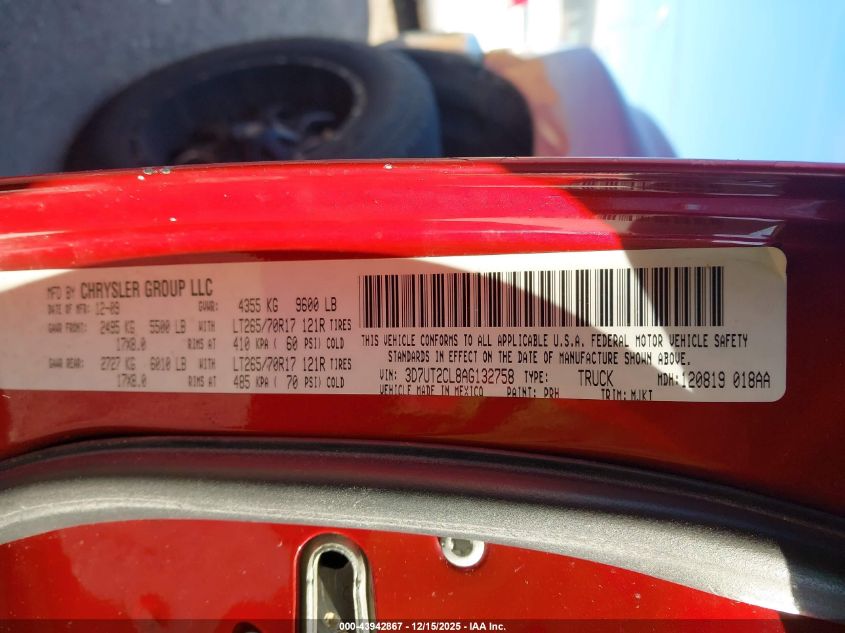 MFD BY CHRYSLER GROUP LLC
DATE OF MFR: 12-09 GVWR: 4355 KG 9600 LB
GAWR FRONT: 2495 KG 5500 LB WITH LT265/70R17 121R TIRES
17X8.0 RIMS AT 410 KPA ( 60 PSI) COLD
GAWR REAR: 2727 KG 6010 LB WITH LT265/70R17 121R TIRES
17X8.0 RIMS AT 485 KPA ( 70 PSI) COLD
THIS VEHICLE CONFORMS TO ALL APPLICABLE U.S.A. FEDERAL MOTOR VEHICLE SAFETY
STANDARDS IN EFFECT ON THE DATE OF MANUFACTURE SHOWN ABOVE.
VIN: 3D7UT2CL8AG132758 TYPE: TRUCK MDH: 120819 018AA
VEHICLE MADE IN MEXICO PAINT: PRH TRIM: MJKT
000-43942867 - 12/15/2025 - IAA Inc.